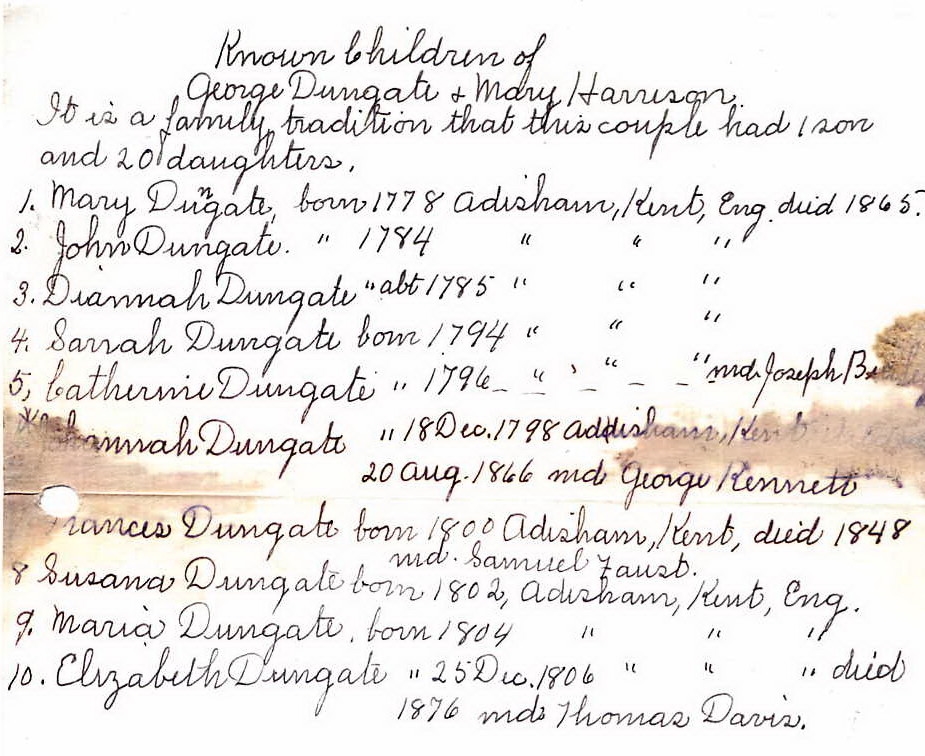 Known Children of
George Dungate & Mary Harrison.
It is a family tradition that this couple had 1 son
and 20 daughters.
1. Mary Dungate, born 1778 Adisham, Kent, Eng. died 1865.
2. John Dungate. " 1784 " " "
3. Diannah Dungate " abt 1785 " " "
4. Sarrah Dungate born 1794 " " "
5, Catherine Dungate " 1796 " " " md. Joseph
Dungate " 18 Dec. 1798 Addisham, Kent
20 Aug. 1866 md George Kennett
Frances Dungate born 1800 Adisham, Kent, died 1848
md. Samuel Faust.
8 Susana Dungate born 1802, Adisham, Kent, Eng.
9. Maria Dungate. born 1804 " " "
10. Elizabeth Dungate " 25 Dec. 1806 " " " died
1876 md. Thomas Davis.